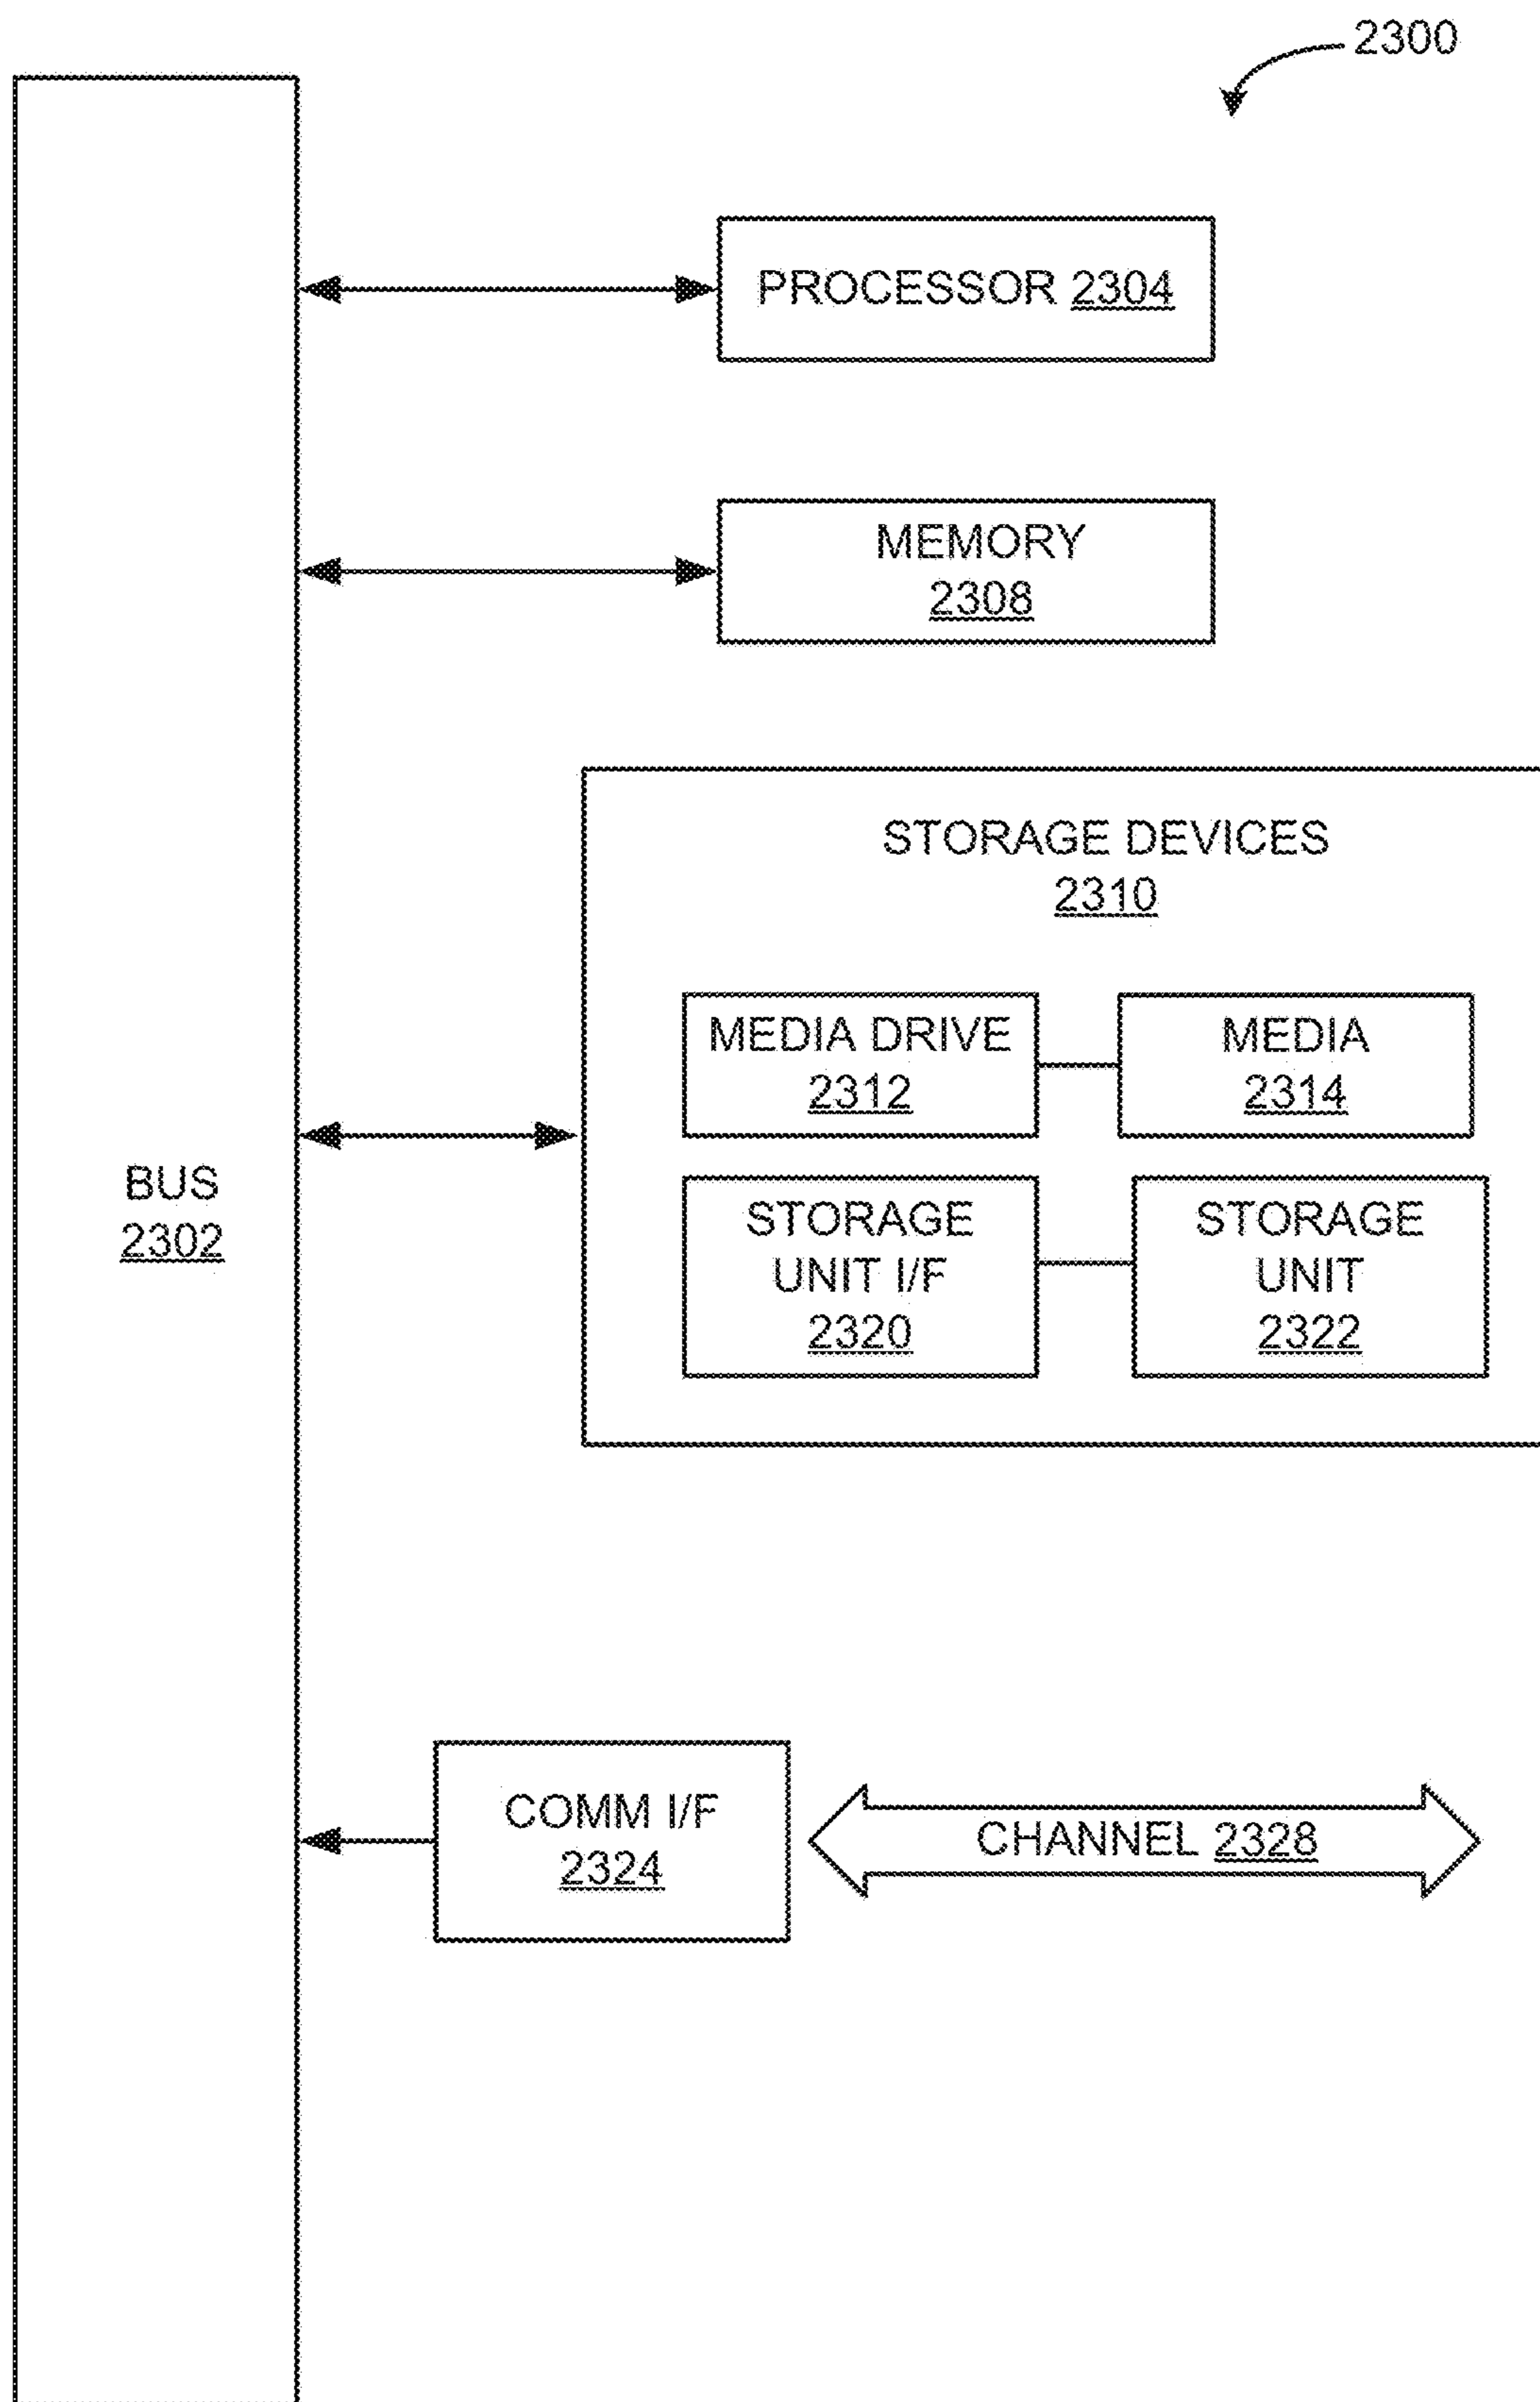 2300
PROCESSOR 2304
MEMORY
2308
STORAGE DEVICES
2310
MEDIA DRIVE
2312
MEDIA
2314
BUS
2302
STORAGE
UNIT I/F
2320
STORAGE
UNIT
2322
COMM I/F
2324
CHANNEL 2328